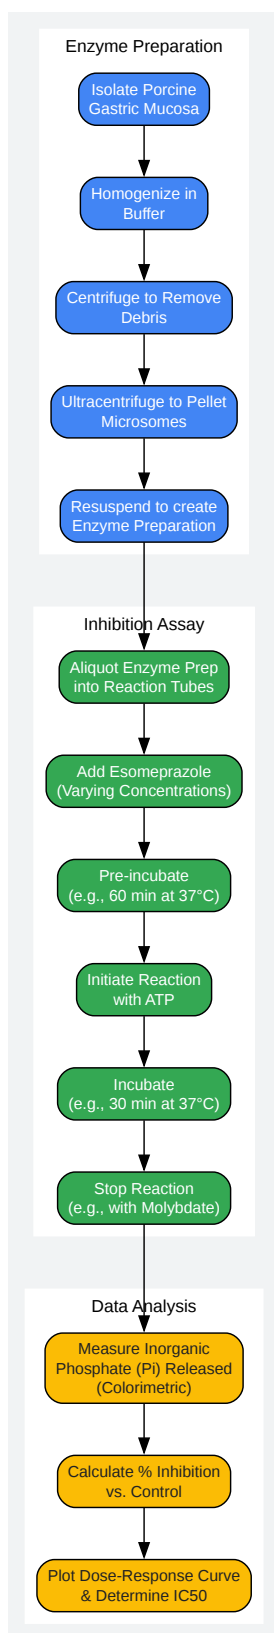 Enzyme Preparation
Isolate Porcine
Gastric Mucosa
Homogenize in
Buffer
Centrifuge to Remove
Debris
Ultracentrifuge to Pellet
Microsomes
Resuspend to create
Enzyme Preparation
Inhibition Assay
Aliquot Enzyme Prep
into Reaction Tubes
Add Esomeprazole
(Varying Concentrations)
Pre-incubate
(e.g., 60 min at 37°C)
Initiate Reaction
with ATP
Incubate
(e.g., 30 min at 37°C)
Stop Reaction
(e.g., with Molybdate)
Data Analysis
Measure Inorganic
Phosphate (Pi) Released
(Colorimetric)
Calculate % Inhibition
vs. Control
Plot Dose-Response Curve
& Determine IC50